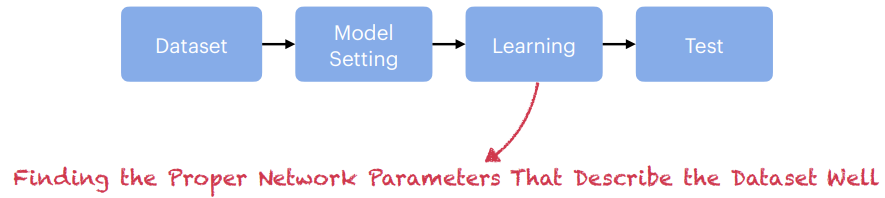 Dataset
Model
Setting
Learning
Test
Finding the Proper Network Parameters That Describe the Dataset Well